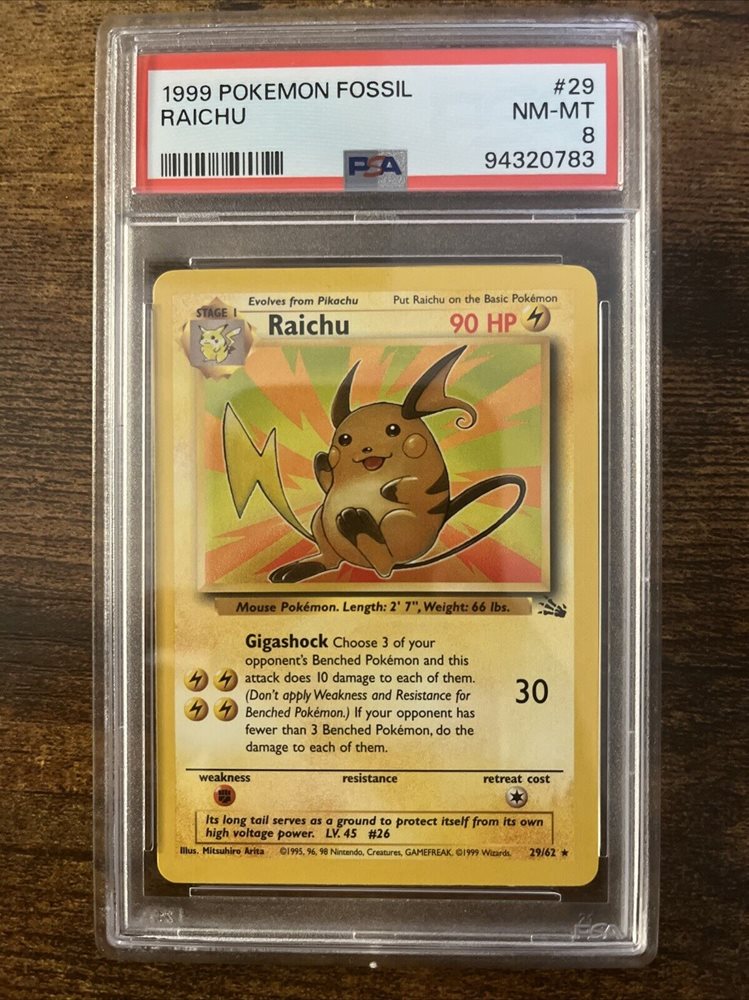 1999 POKEMON FOSSIL #29
RAICHU NM-MT
8
PSA 94320783
Evolves from Pikachu Put Raichu on the Basic Pokémon
STAGE 1 Raichu 90 HP
Mouse Pokémon. Length: 2' 7", Weight: 66 lbs.
Gigashock Choose 3 of your
opponent's Benched Pokémon and this
attack does 10 damage to each of them.
(Don't apply Weakness and Resistance for
Benched Pokémon.) If your opponent has
fewer than 3 Benched Pokémon, do the
damage to each of them.
30
weakness resistance retreat cost
Its long tail serves as a ground to protect itself from its own
high voltage power. LV. 45 #26
Illus. Mitsuhiro Arita ©1995, 96, 98 Nintendo, Creatures, GAMEFREAK. ©1999 Wizards. 29/62 ★
PSA